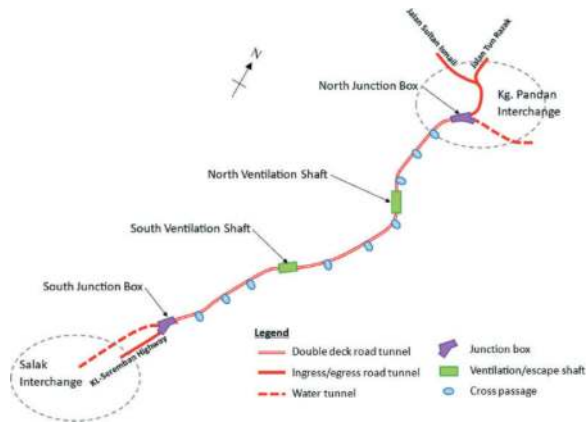 Jalan Sultan Ismail
Jalan Tun Razak
N
North Junction Box
Kg. Pandan
Interchange
North Ventilation Shaft
South Ventilation Shaft
South Junction Box
Salak
Interchange
KL-Seremban Highway
Legend
Double deck road tunnel
Ingress/egress road tunnel
Water tunnel
Junction box
Ventilation/escape shaft
Cross passage